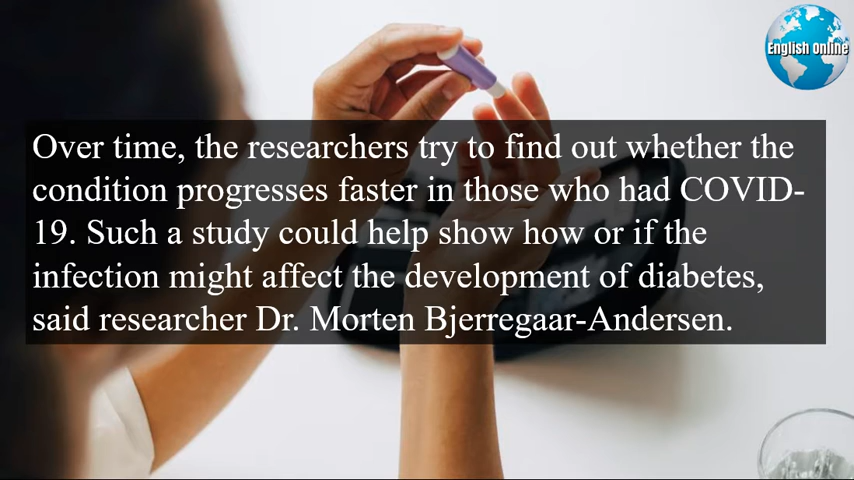 English Online
Over time, the researchers try to find out whether the
condition progresses faster in those who had COVID-
19. Such a study could help show how or if the
infection might affect the development of diabetes,
said researcher Dr. Morten Bjerregaar-Andersen.